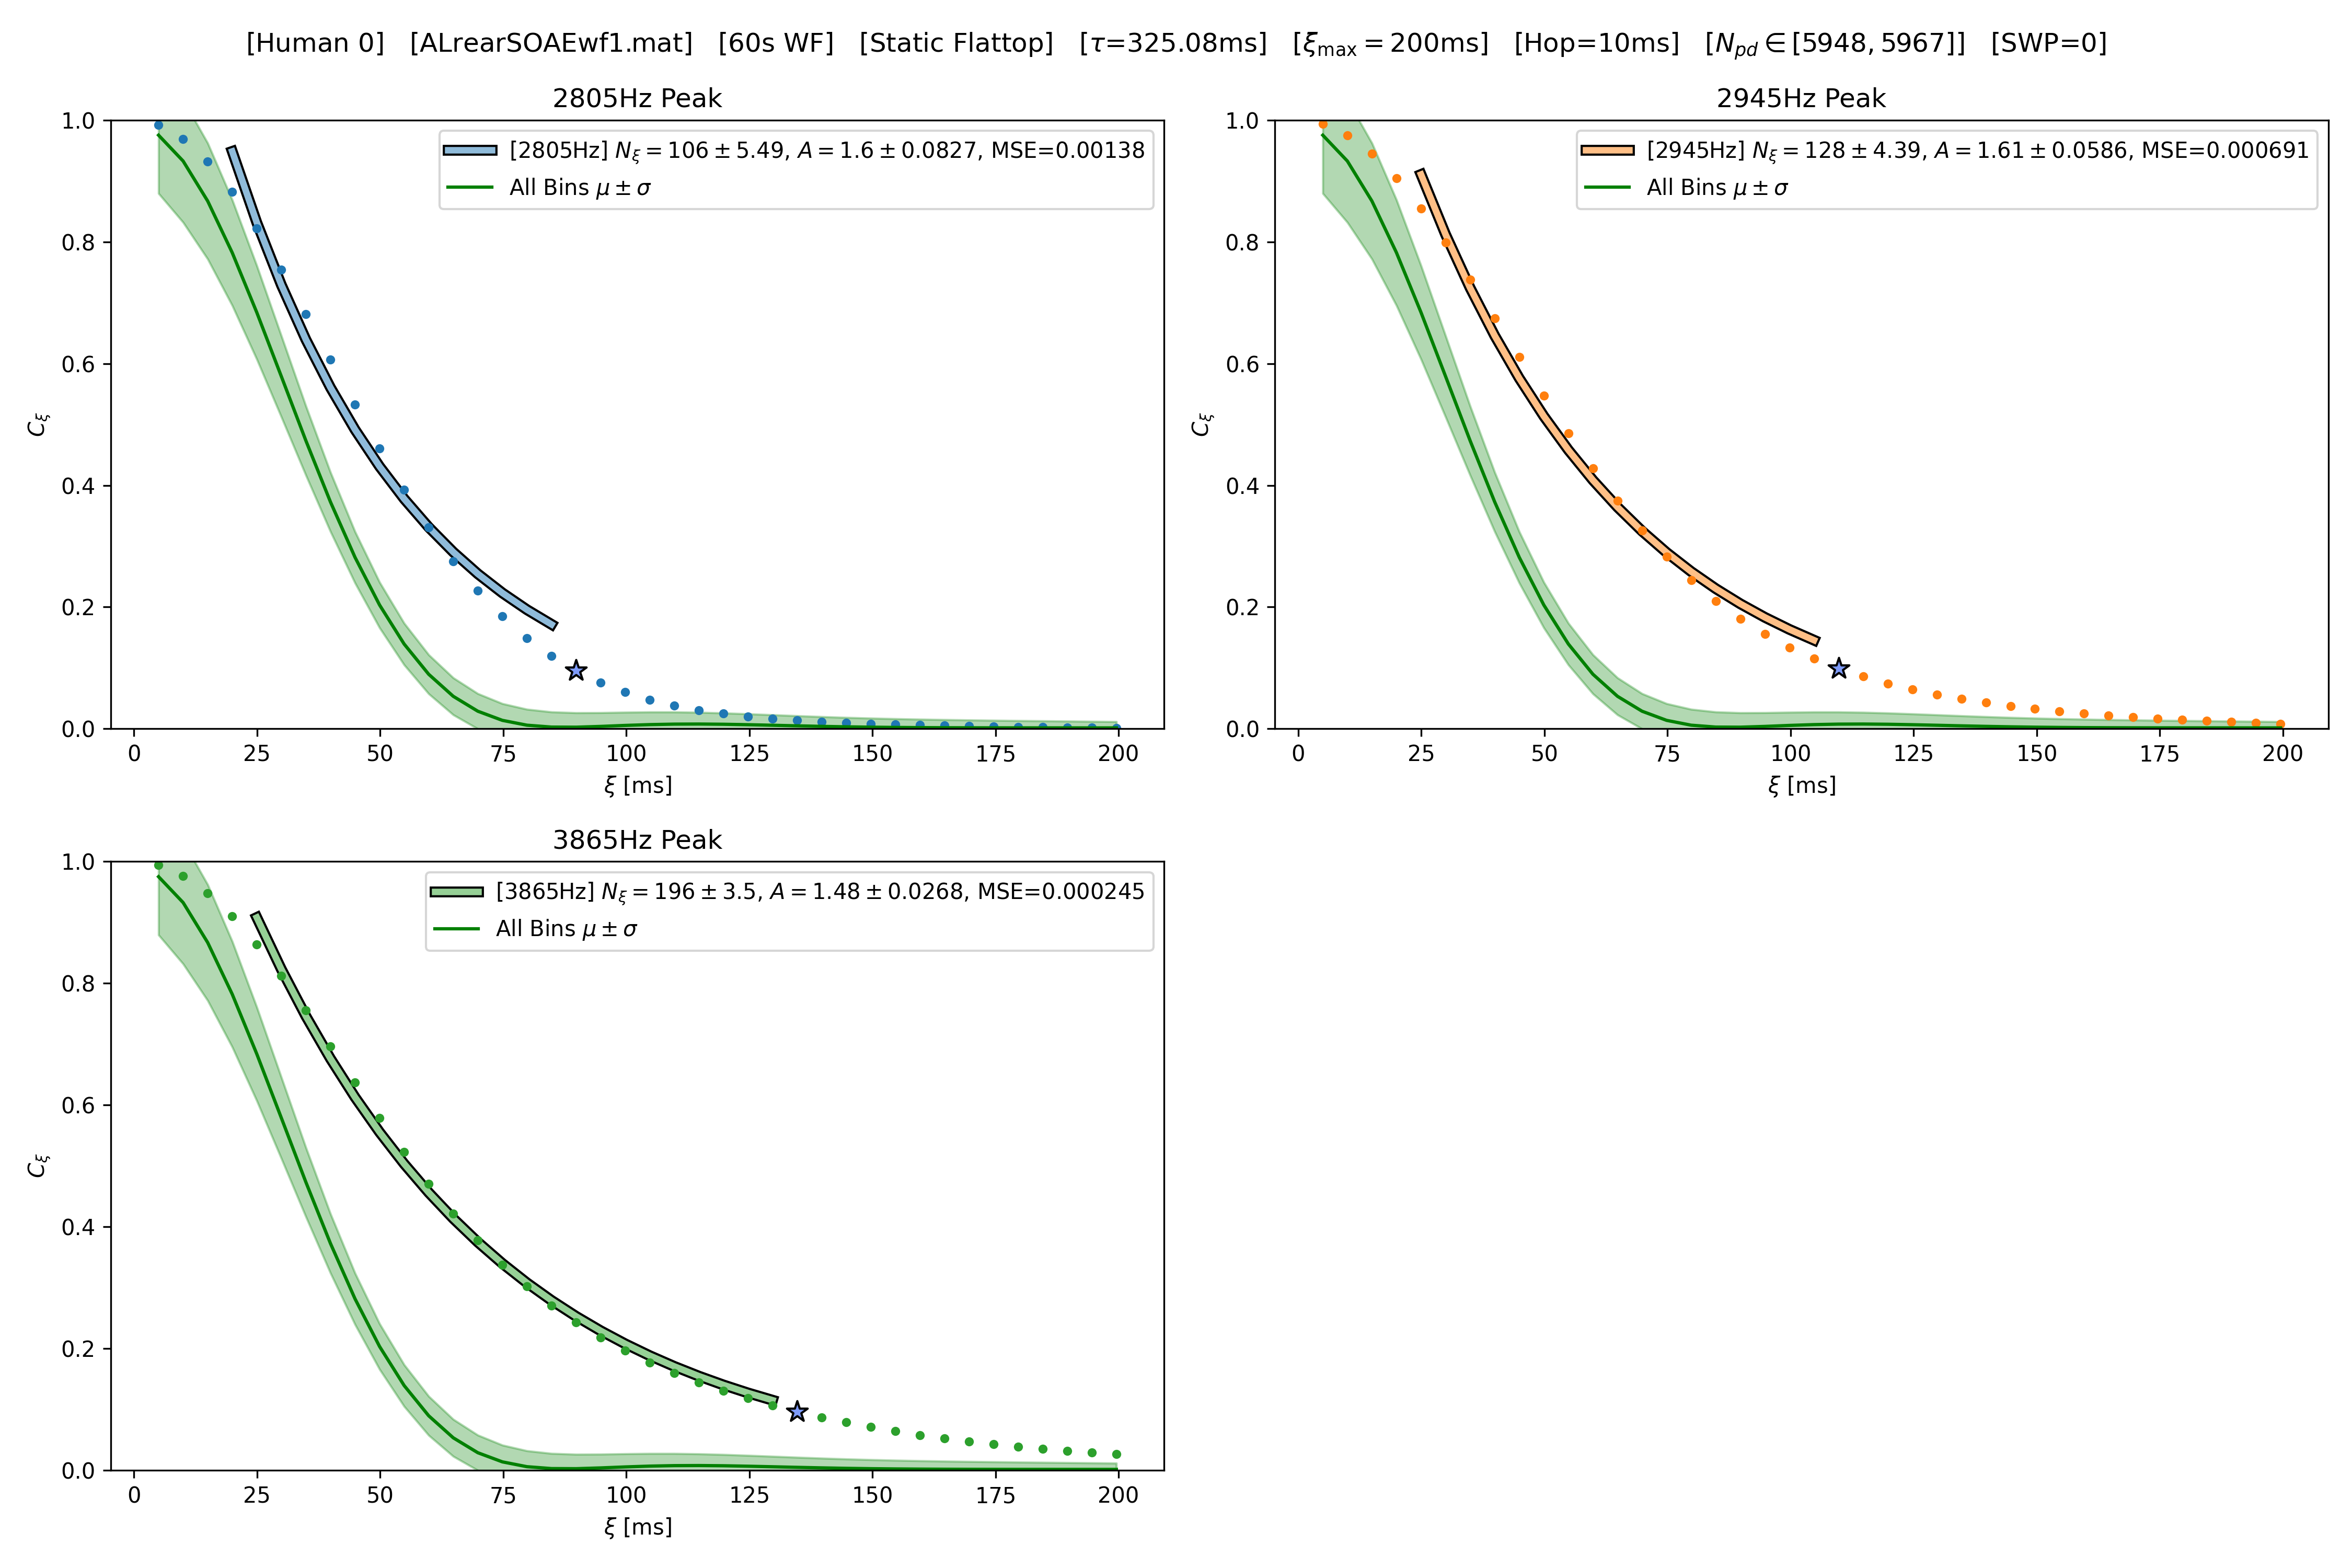 [Human 0] [ALrearSOAEwf1.mat] [60s WF] [Static Flattop] [τ=325.08ms] [ξmax = 200ms] [Hop=10ms] [Npd ∈ [5948, 5967]] [SWP=0]
2805Hz Peak
1.0
0.8
0.6
0.4
0.2
0.0
Cξ
[2805Hz] Nξ = 106 ± 5.49, A = 1.6 ± 0.0827, MSE=0.00138
All Bins μ ± σ
0 25 50 75 100 125 150 175 200
ξ [ms]
2945Hz Peak
1.0
0.8
0.6
0.4
0.2
0.0
Cξ
[2945Hz] Nξ = 128 ± 4.39, A = 1.61 ± 0.0586, MSE=0.000691
All Bins μ ± σ
0 25 50 75 100 125 150 175 200
ξ [ms]
3865Hz Peak
1.0
0.8
0.6
0.4
0.2
0.0
Cξ
[3865Hz] Nξ = 196 ± 3.5, A = 1.48 ± 0.0268, MSE=0.000245
All Bins μ ± σ
0 25 50 75 100 125 150 175 200
ξ [ms]